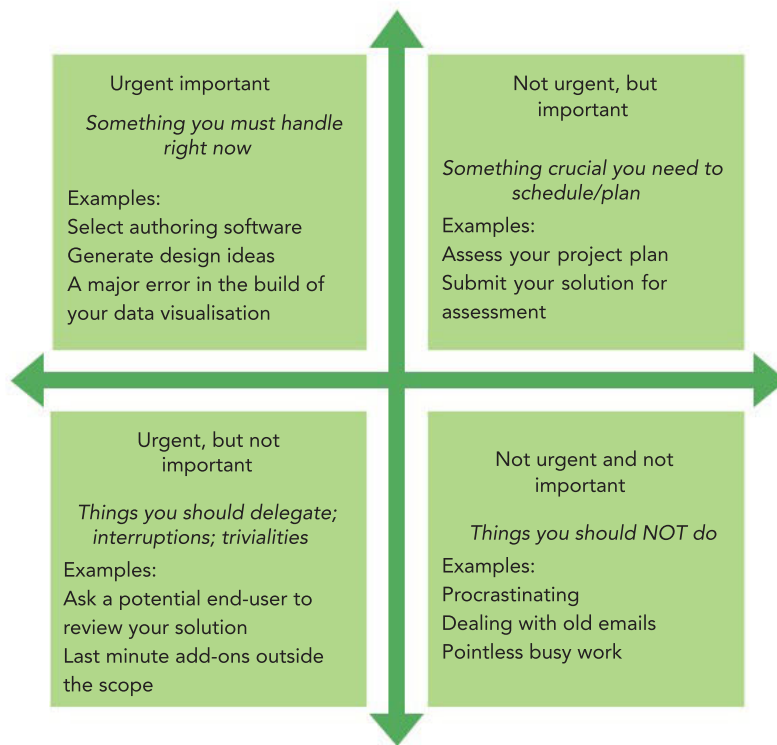 Urgent important
Something you must handle
right now
Examples:
Select authoring software
Generate design ideas
A major error in the build of
your data visualisation
Not urgent, but
important
Something crucial you need to
schedule/plan
Examples:
Assess your project plan
Submit your solution for
assessment
Urgent, but not
important
Things you should delegate;
interruptions; trivialities
Examples:
Ask a potential end-user to
review your solution
Last minute add-ons outside
the scope
Not urgent and not
important
Things you should NOT do
Examples:
Procrastinating
Dealing with old emails
Pointless busy work